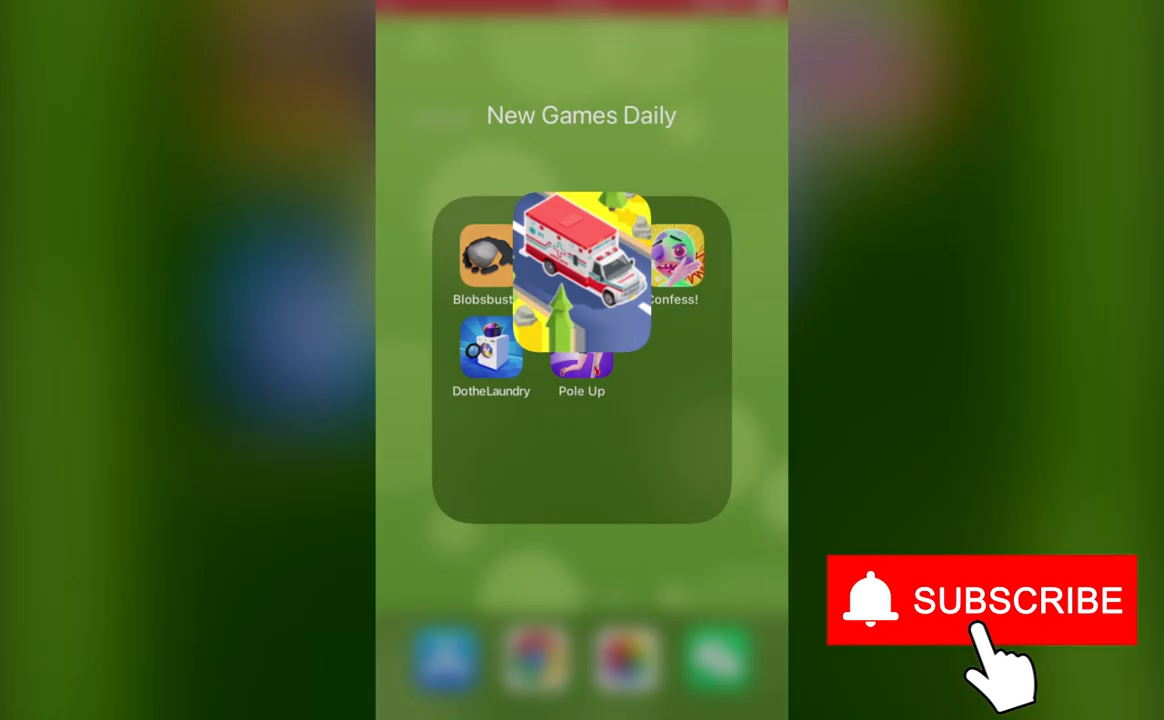 New Games Daily
Blobsbust
Confess!
DotheLaundry
Pole Up
SUBSCRIBE